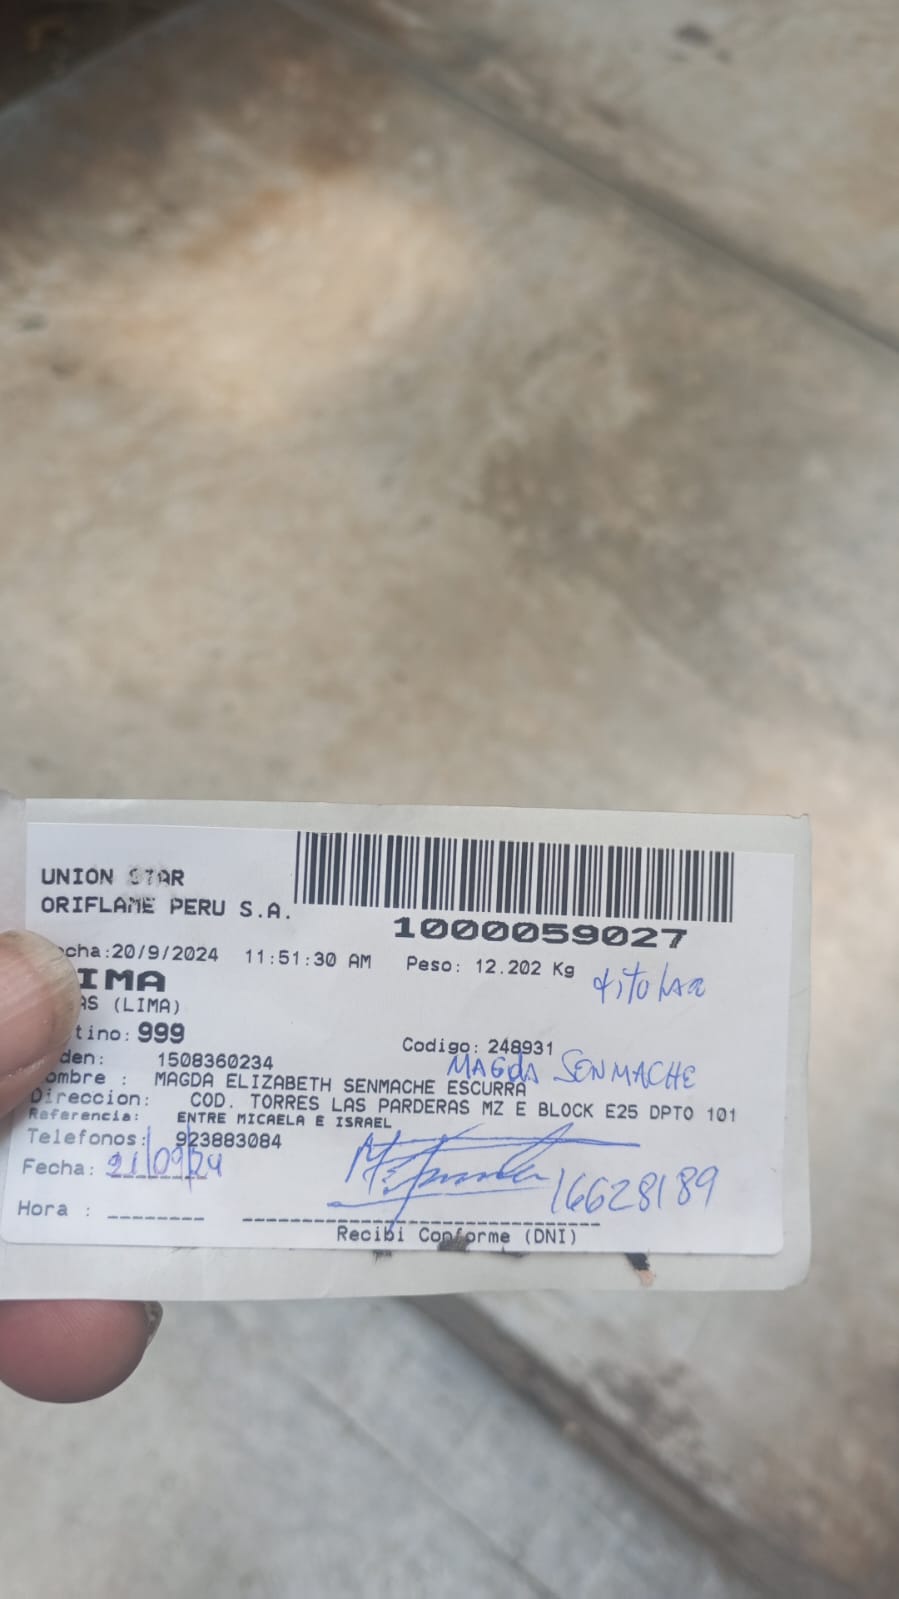 UNION STAR
ORIFLAME PERU S.A.
1000059027
cha:20/9/2024 11:51:30 AM Peso: 12.202 Kg
titular
IMA
AS (LIMA)
tino: 999
Codigo: 248931
den: 1508360234
MAGdA SENMACHE
ombre : MAGDA ELIZABETH SENMACHE ESCURRA
Direccion: COD. TORRES LAS PARDERAS MZ E BLOCK E25 DPTO 101
Referencia: ENTRE MICAELA E ISRAEL
Telefonos: 923883084
Fecha: 21/09/24
16628189
Hora :
Recibi Conforme (DNI)